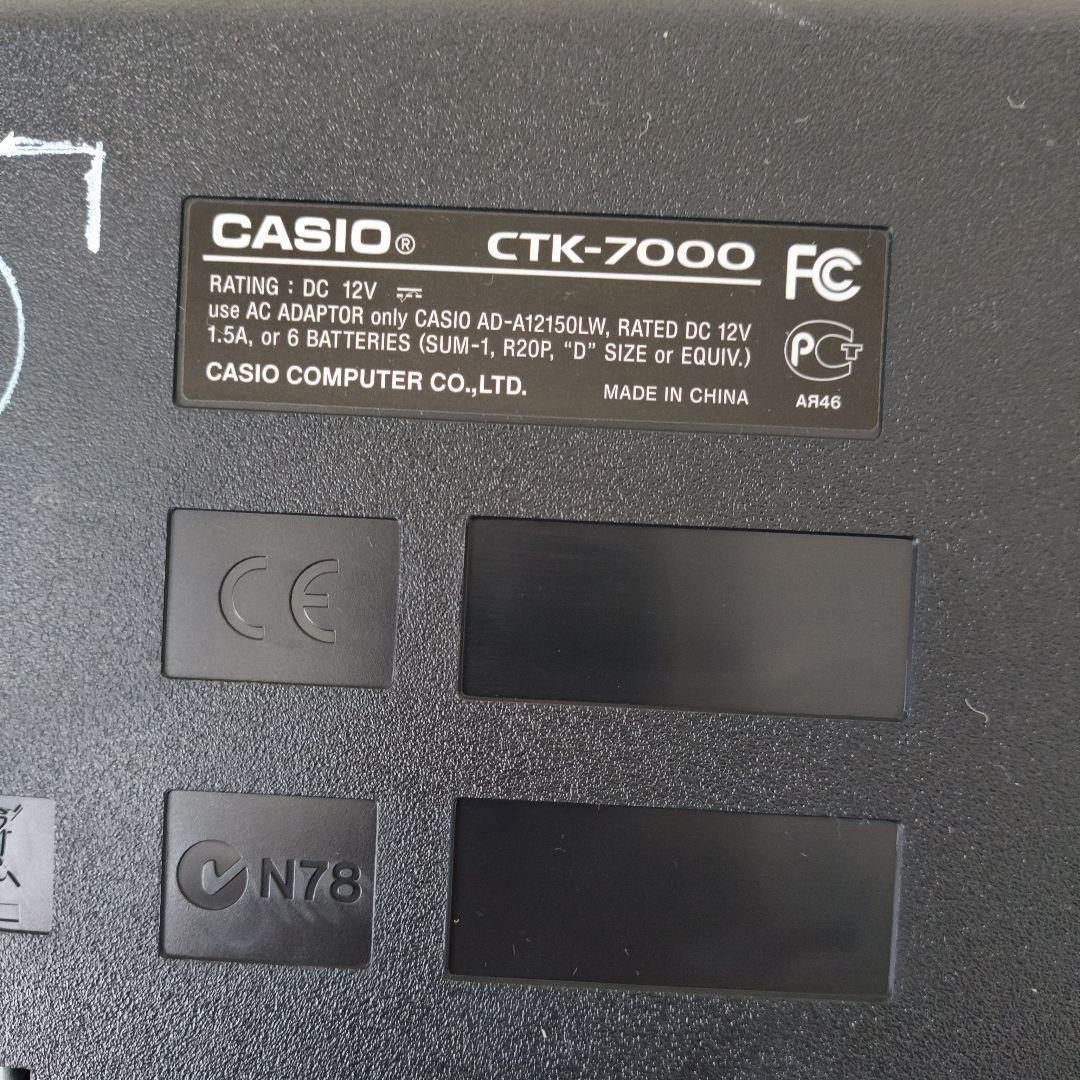 CASIO® CTK-7000
RATING : DC 12V
use AC ADAPTOR only CASIO AD-A12150LW, RATED DC 12V
1.5A, or 6 BATTERIES (SUM-1, R20P, “D” SIZE or EQUIV.)
CASIO COMPUTER CO.,LTD. MADE IN CHINA
FC
PCT
АЯ46
CE
N78